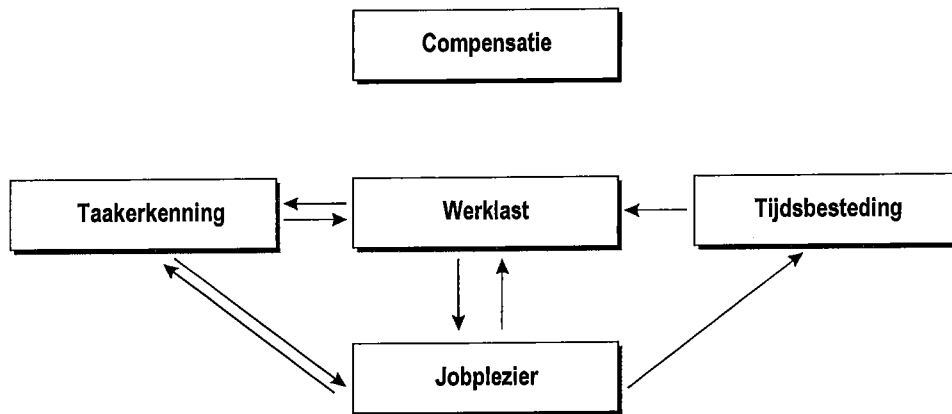 Compensatie
Taakerkenning
Werklast
Tijdsbesteding
Jobplezier